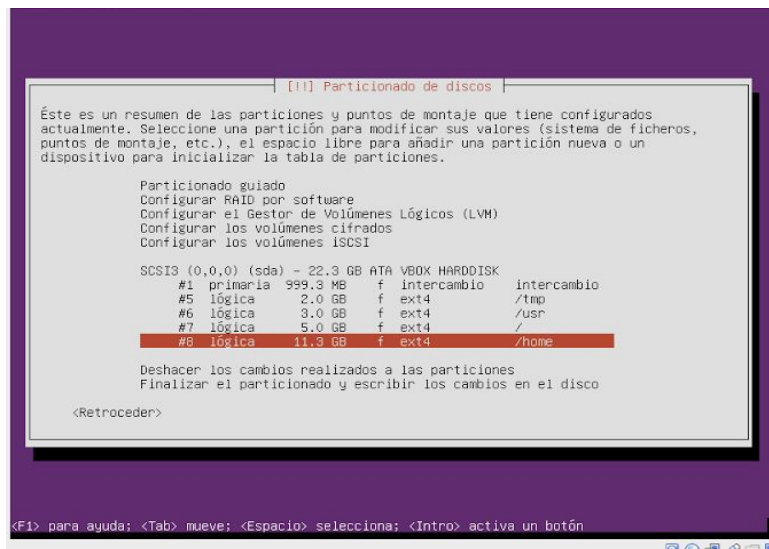 [!!] Particionado de discos
Éste es un resumen de las particiones y puntos de montaje que tiene configurados
actualmente. Seleccione una partición para modificar sus valores (sistema de ficheros,
puntos de montaje, etc.), el espacio libre para añadir una partición nueva o un
dispositivo para inicializar la tabla de particiones.
Particionado guiado
Configurar RAID por software
Configurar el Gestor de Volúmenes Lógicos (LVM)
Configurar los volúmenes cifrados
Configurar los volúmenes iSCSI
SCSI3 (0,0,0) (sda) - 22.3 GB ATA VBOX HARDDISK
#1 primaria 999.3 MB f intercambio intercambio
#5 lógica 2.0 GB f ext4 /tmp
#6 lógica 3.0 GB f ext4 /usr
#7 lógica 5.0 GB f ext4 /
#8 lógica 11.3 GB f ext4 /home
Deshacer los cambios realizados a las particiones
Finalizar el particionado y escribir los cambios en el disco
<Retroceder>
<F1> para ayuda; <Tab> mueve; <Espacio> selecciona; <Intro> activa un botón